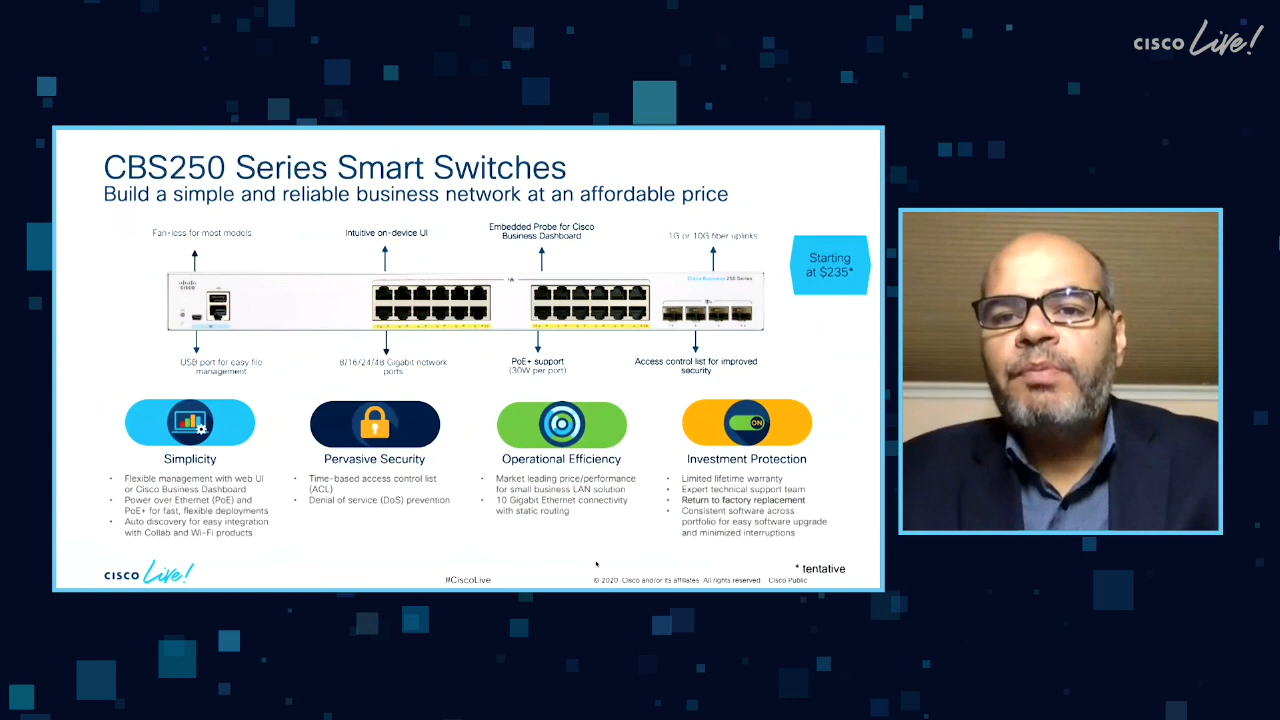 CISCO Live!
CBS250 Series Smart Switches
Build a simple and reliable business network at an affordable price
Fan-less for most models
Intuitive on-device UI
Embedded Probe for Cisco
Business Dashboard
1G or 10G fiber uplinks
Starting
at $235*
CISCO
Cisco Business 250 Series
USB port for easy file
management
8/16/24/48 Gigabit network
ports
PoE+ support
(30W per port)
Access control list for improved
security
ON
Simplicity
Pervasive Security
Operational Efficiency
Investment Protection
• Flexible management with web UI
or Cisco Business Dashboard
• Power over Ethernet (PoE) and
PoE+ for fast, flexible deployments
• Auto discovery for easy integration
with Collab and Wi-Fi products
• Time-based access control list
(ACL)
• Denial of service (DoS) prevention
• Market leading price/performance
for small business LAN solution
• 10 Gigabit Ethernet connectivity
with static routing
• Limited lifetime warranty
• Expert technical support team
• Return to factory replacement
• Consistent software across
portfolio for easy software upgrade
and minimized interruptions
* tentative
CISCO Live!
#CiscoLive
© 2020 Cisco and/or its affiliates. All rights reserved. Cisco Public